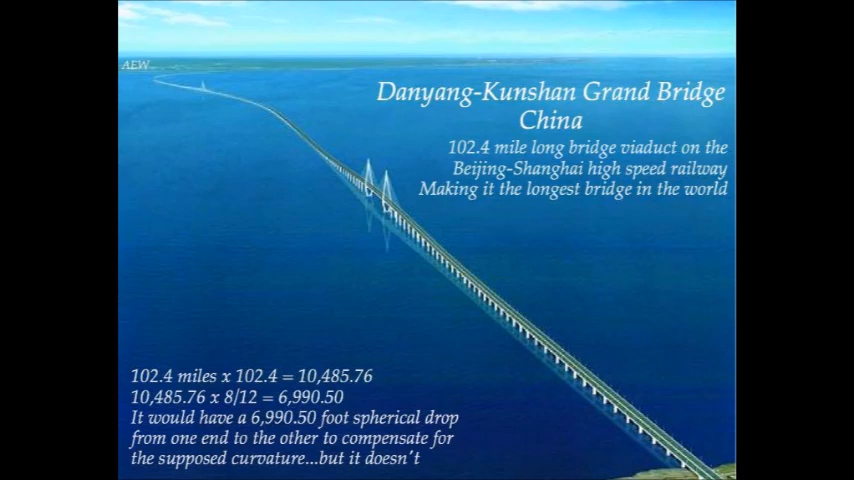 AEW
Danyang-Kunshan Grand Bridge
China
102.4 mile long bridge viaduct on the
Beijing-Shanghai high speed railway
Making it the longest bridge in the world
102.4 miles x 102.4 = 10,485.76
10,485.76 x 8/12 = 6,990.50
It would have a 6,990.50 foot spherical drop
from one end to the other to compensate for
the supposed curvature...but it doesn't